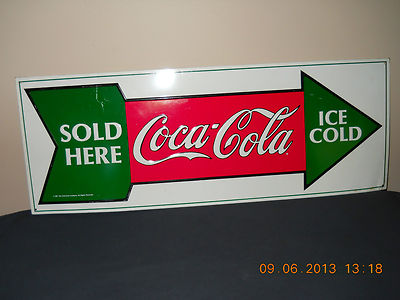 SOLD
HERE
Coca-Cola
ICE
COLD
09.06.2013 13:18